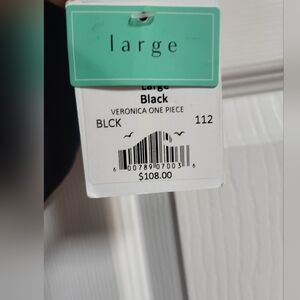 large
Large
Black
VERONICA ONE PIECE
BLCK 112
6 00789 07003 6
$108.00